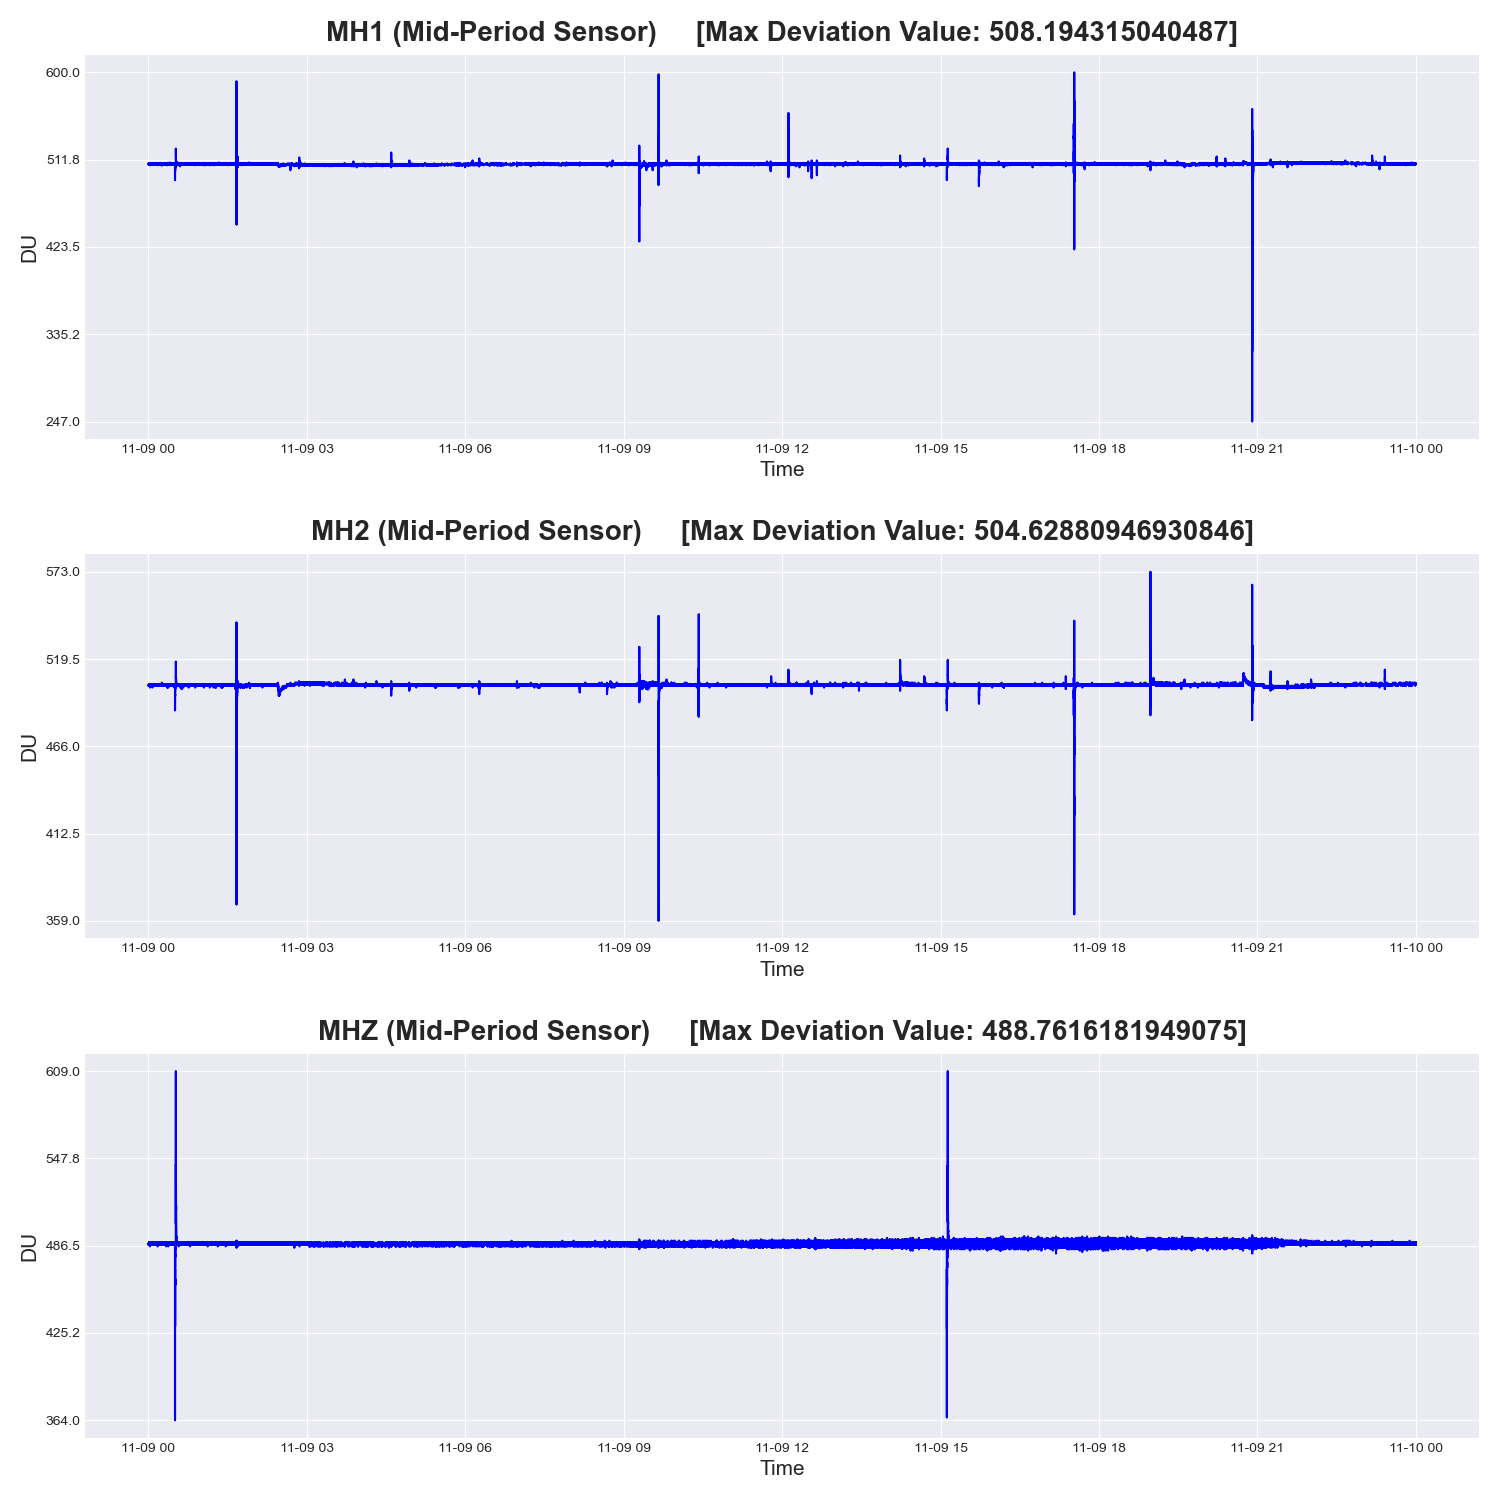 MH1 (Mid-Period Sensor) [Max Deviation Value: 508.194315040487]
600.0
511.8
423.5
335.2
247.0
DU
11-09 00 11-09 03 11-09 06 11-09 09 11-09 12 11-09 15 11-09 18 11-09 21 11-10 00
Time
MH2 (Mid-Period Sensor) [Max Deviation Value: 504.62880946930846]
573.0
519.5
466.0
412.5
359.0
DU
11-09 00 11-09 03 11-09 06 11-09 09 11-09 12 11-09 15 11-09 18 11-09 21 11-10 00
Time
MHZ (Mid-Period Sensor) [Max Deviation Value: 488.7616181949075]
609.0
547.8
486.5
425.2
364.0
DU
11-09 00 11-09 03 11-09 06 11-09 09 11-09 12 11-09 15 11-09 18 11-09 21 11-10 00
Time